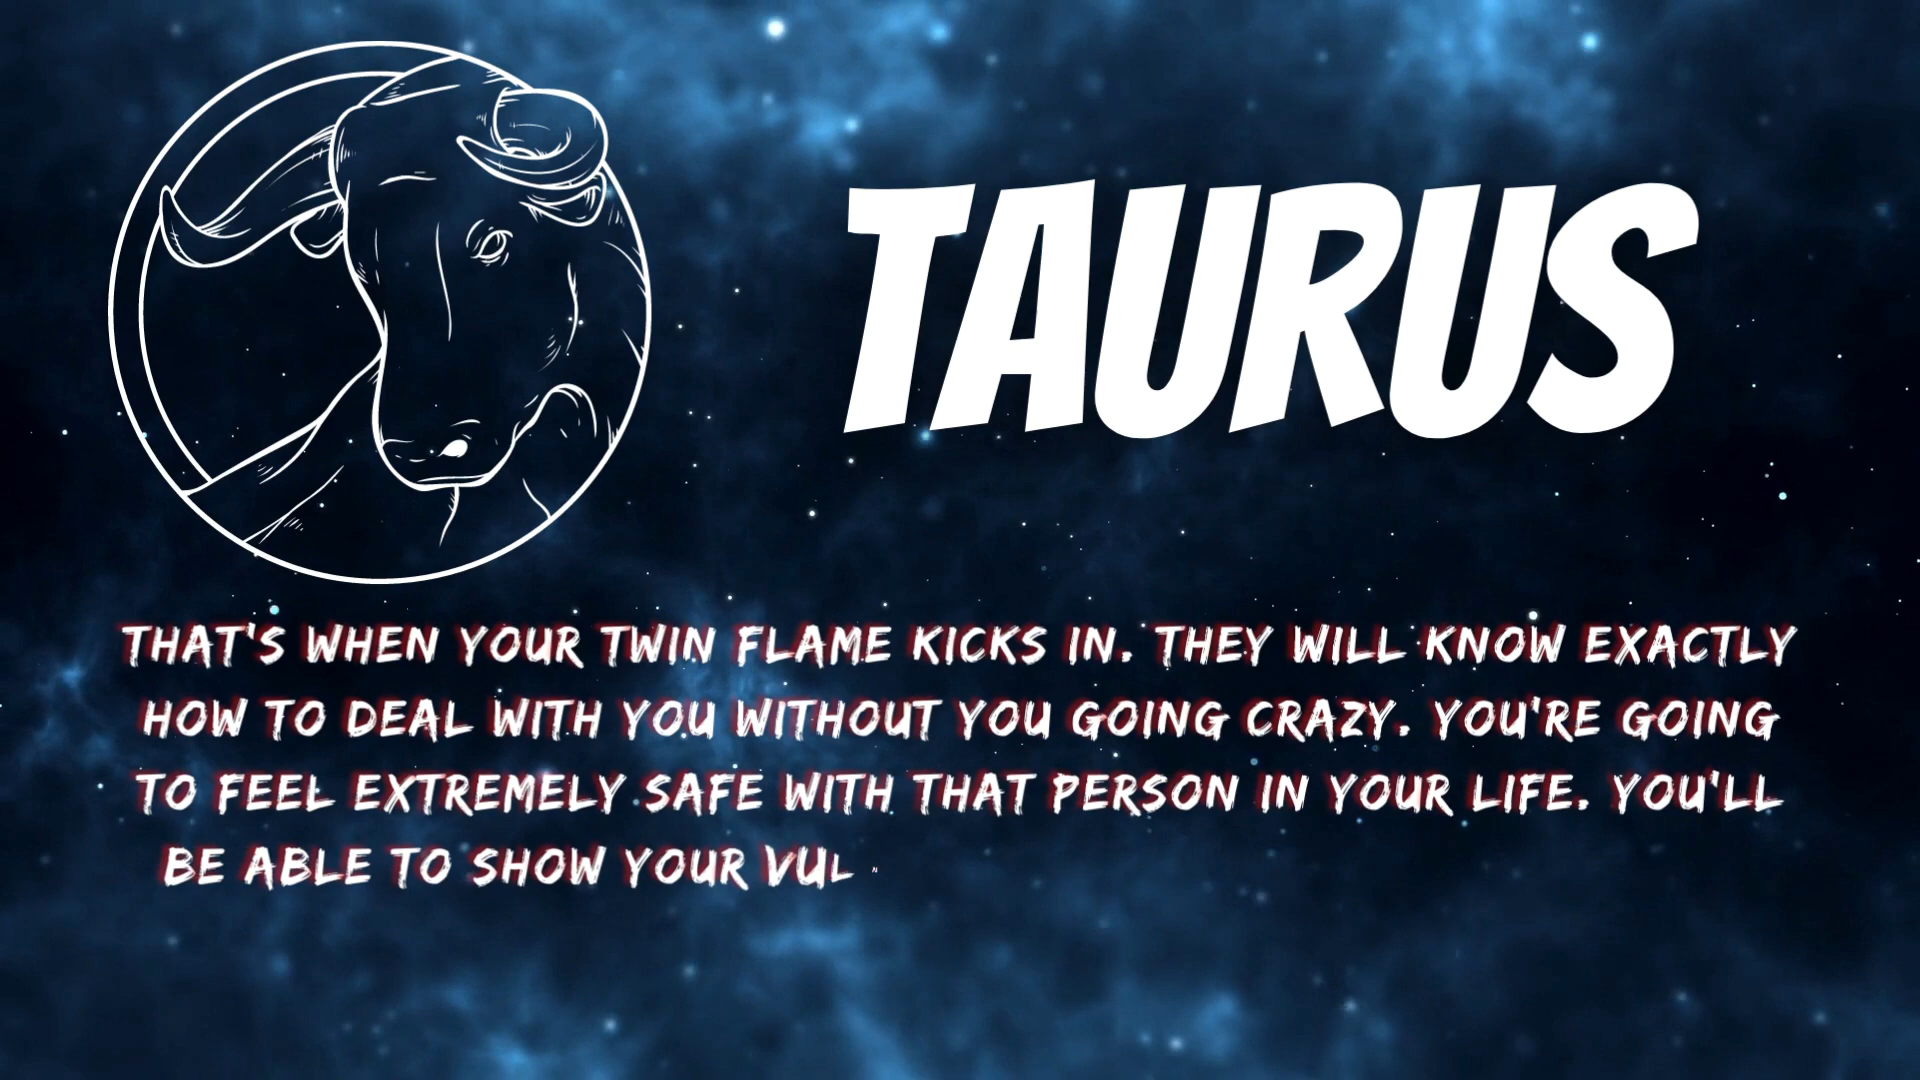 TAURUS
THAT'S WHEN YOUR TWIN FLAME KICKS IN. THEY WILL KNOW EXACTLY
HOW TO DEAL WITH YOU WITHOUT YOU GOING CRAZY. YOU'RE GOING
TO FEEL EXTREMELY SAFE WITH THAT PERSON IN YOUR LIFE. YOU'LL
BE ABLE TO SHOW YOUR VUL